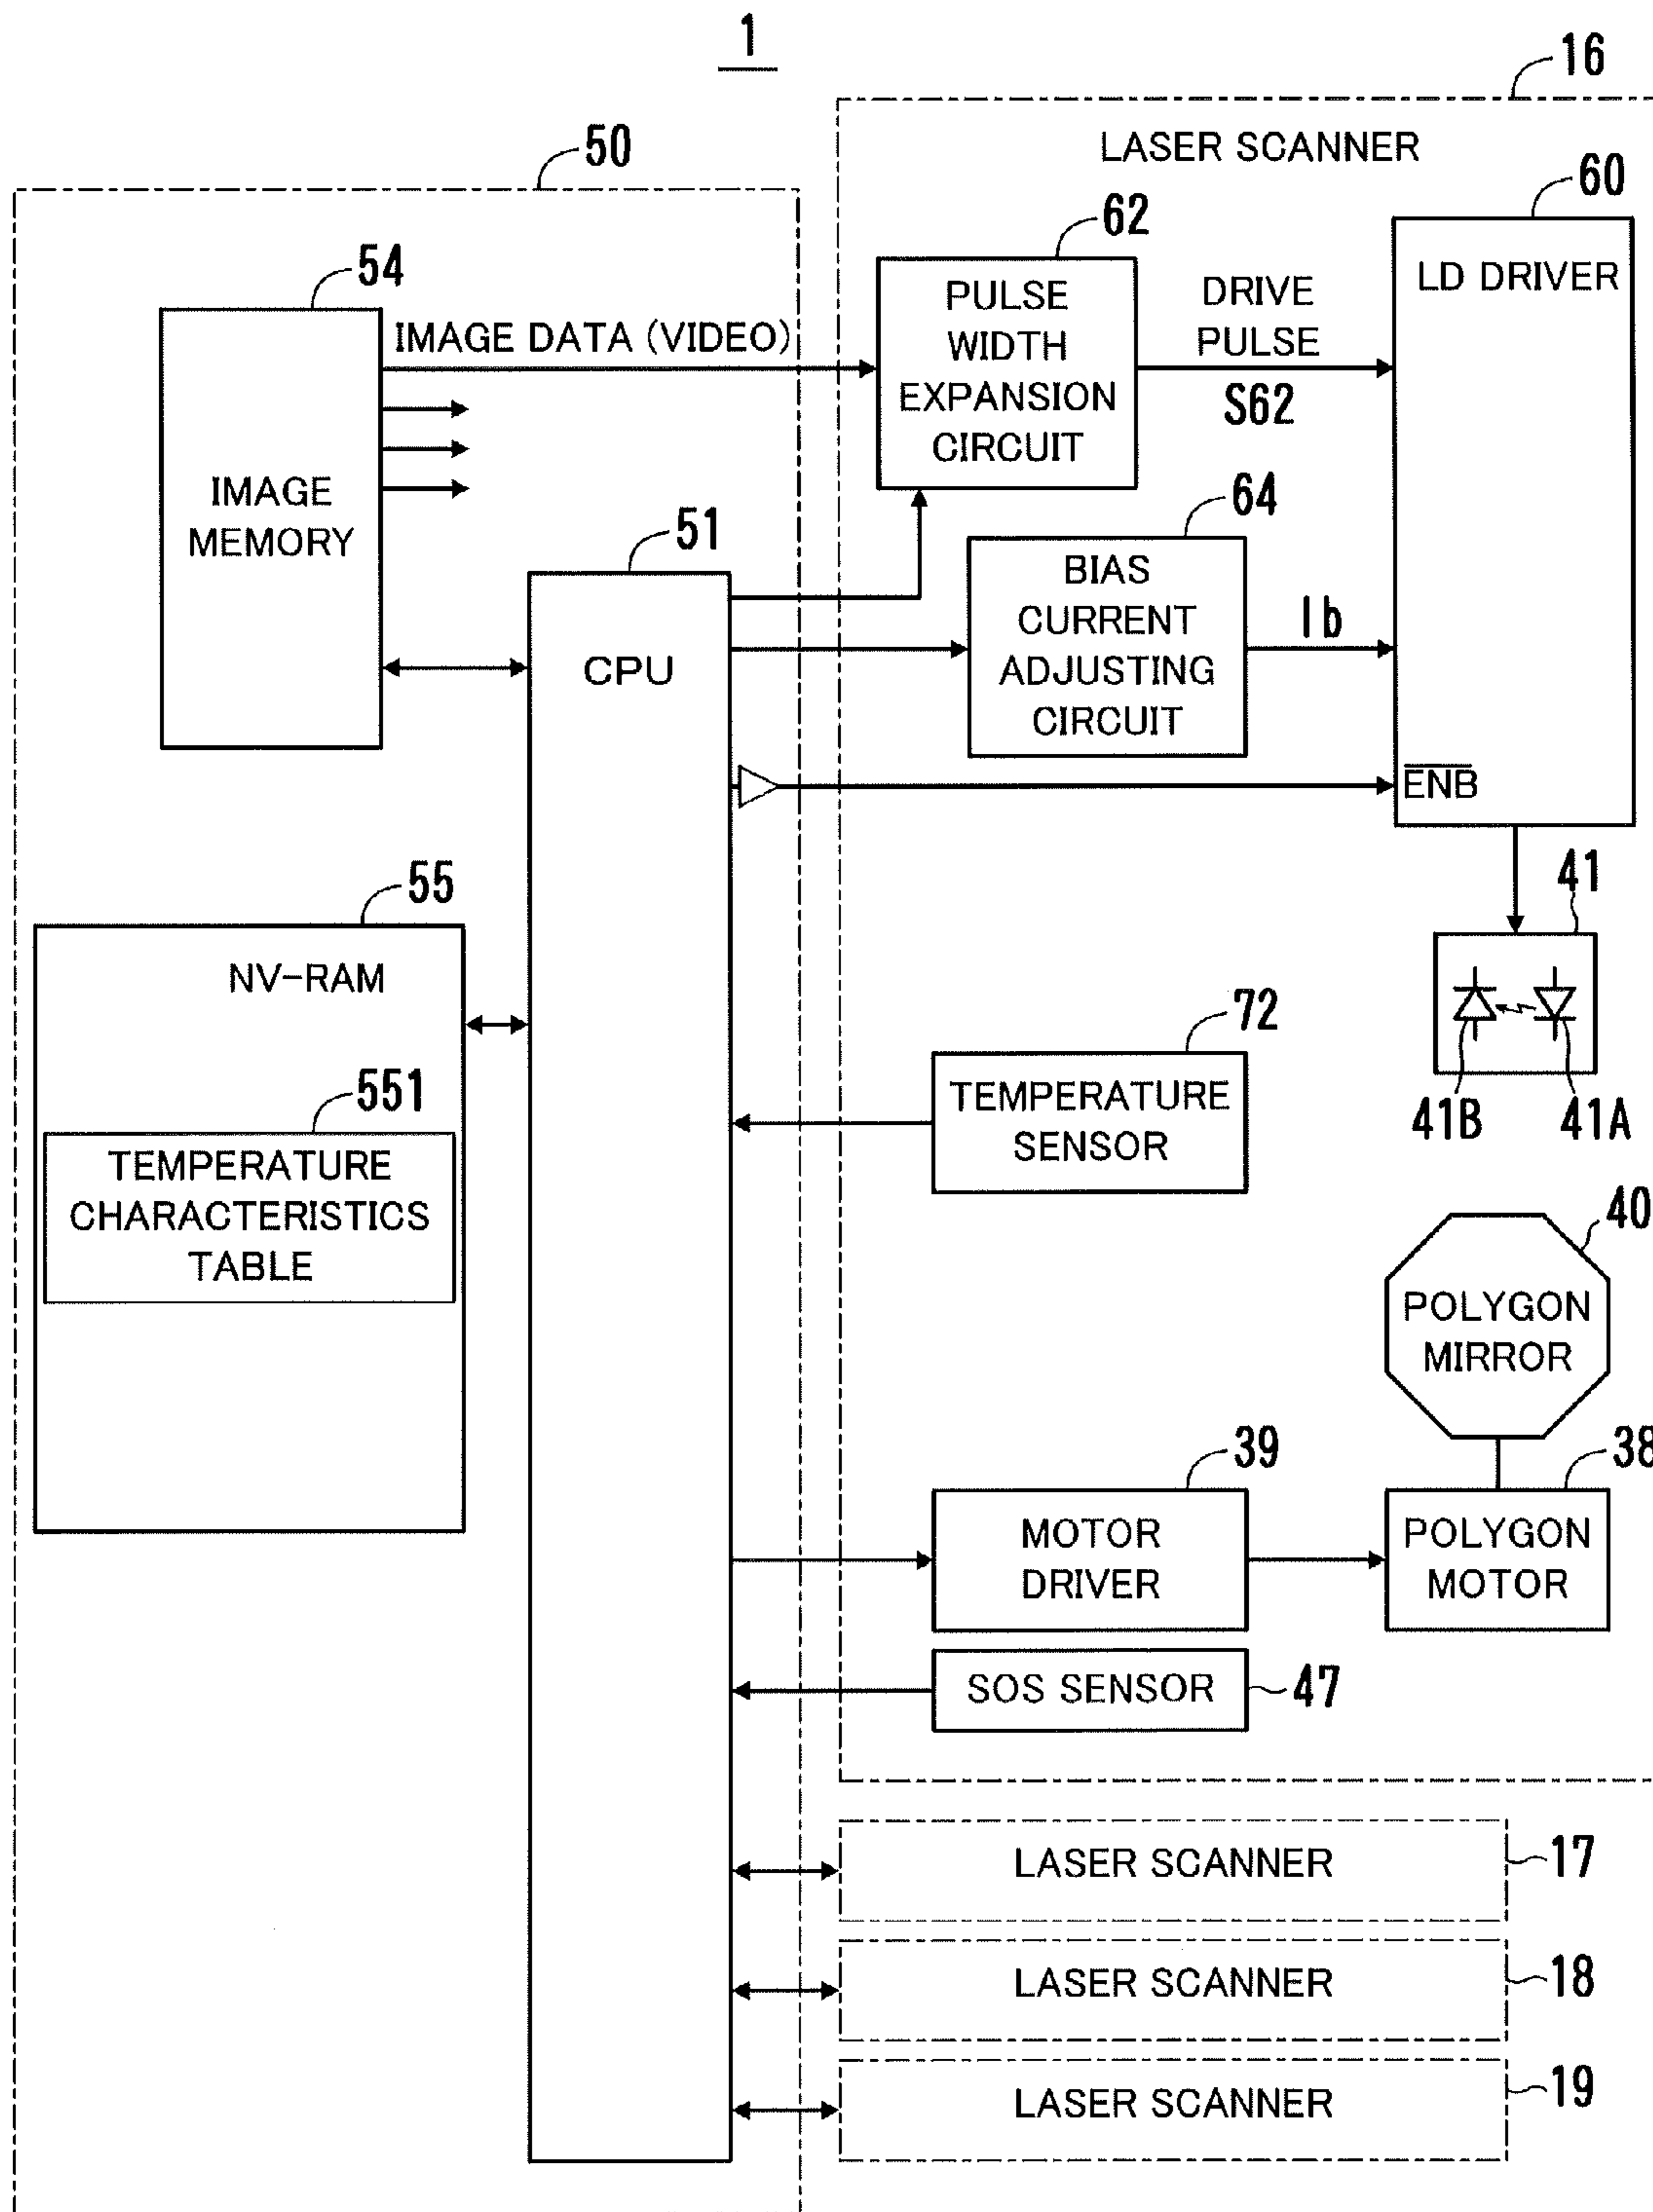 1
16
LASER SCANNER
50
60
LD DRIVER
62
PULSE
WIDTH
EXPANSION
CIRCUIT
DRIVE
PULSE
S62
54
IMAGE DATA (VIDEO)
IMAGE
MEMORY
64
BIAS
CURRENT
ADJUSTING
CIRCUIT
Ib
51
CPU
ENB
41
41B
41A
55
NV-RAM
551
TEMPERATURE
CHARACTERISTICS
TABLE
72
TEMPERATURE
SENSOR
40
POLYGON
MIRROR
39
MOTOR
DRIVER
38
POLYGON
MOTOR
SOS SENSOR
47
LASER SCANNER
17
LASER SCANNER
18
LASER SCANNER
19